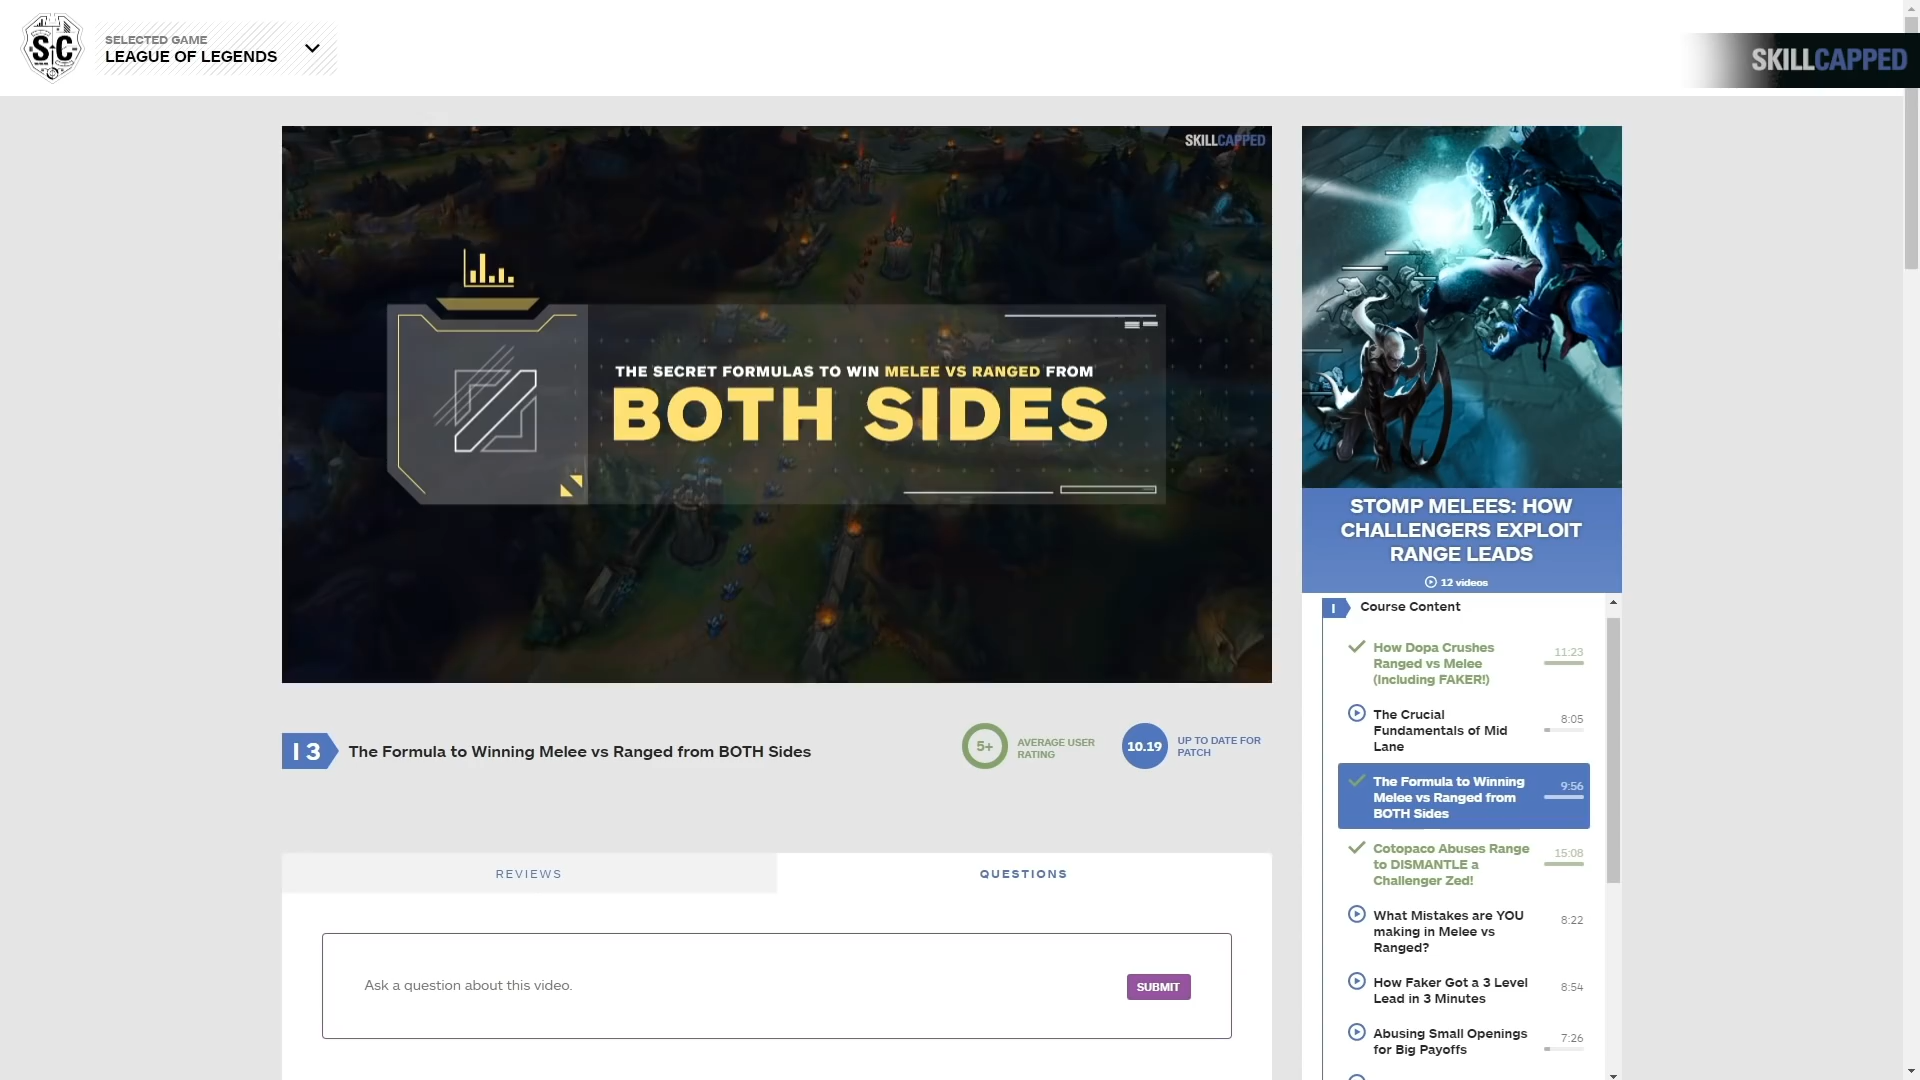 SC
SELECTED GAME
LEAGUE OF LEGENDS
SKILLCAPPED
SKILLCAPPED
THE SECRET FORMULAS TO WIN MELEE VS RANGED FROM
BOTH SIDES
STOMP MELEES: HOW
CHALLENGERS EXPLOIT
RANGE LEADS
12 videos
I 3
The Formula to Winning Melee vs Ranged from BOTH Sides
5+
AVERAGE USER
RATING
10.19
UP TO DATE FOR
PATCH
REVIEWS
QUESTIONS
Ask a question about this video.
SUBMIT
I
Course Content
How Dopa Crushes
Ranged vs Melee
(Including FAKER!)
11:23
The Crucial
Fundamentals of Mid
Lane
8:05
The Formula to Winning
Melee vs Ranged from
BOTH Sides
9:56
Cotopaco Abuses Range
to DISMANTLE a
Challenger Zed!
15:08
What Mistakes are YOU
making in Melee vs
Ranged?
8:22
How Faker Got a 3 Level
Lead in 3 Minutes
8:54
Abusing Small Openings
for Big Payoffs
7:26